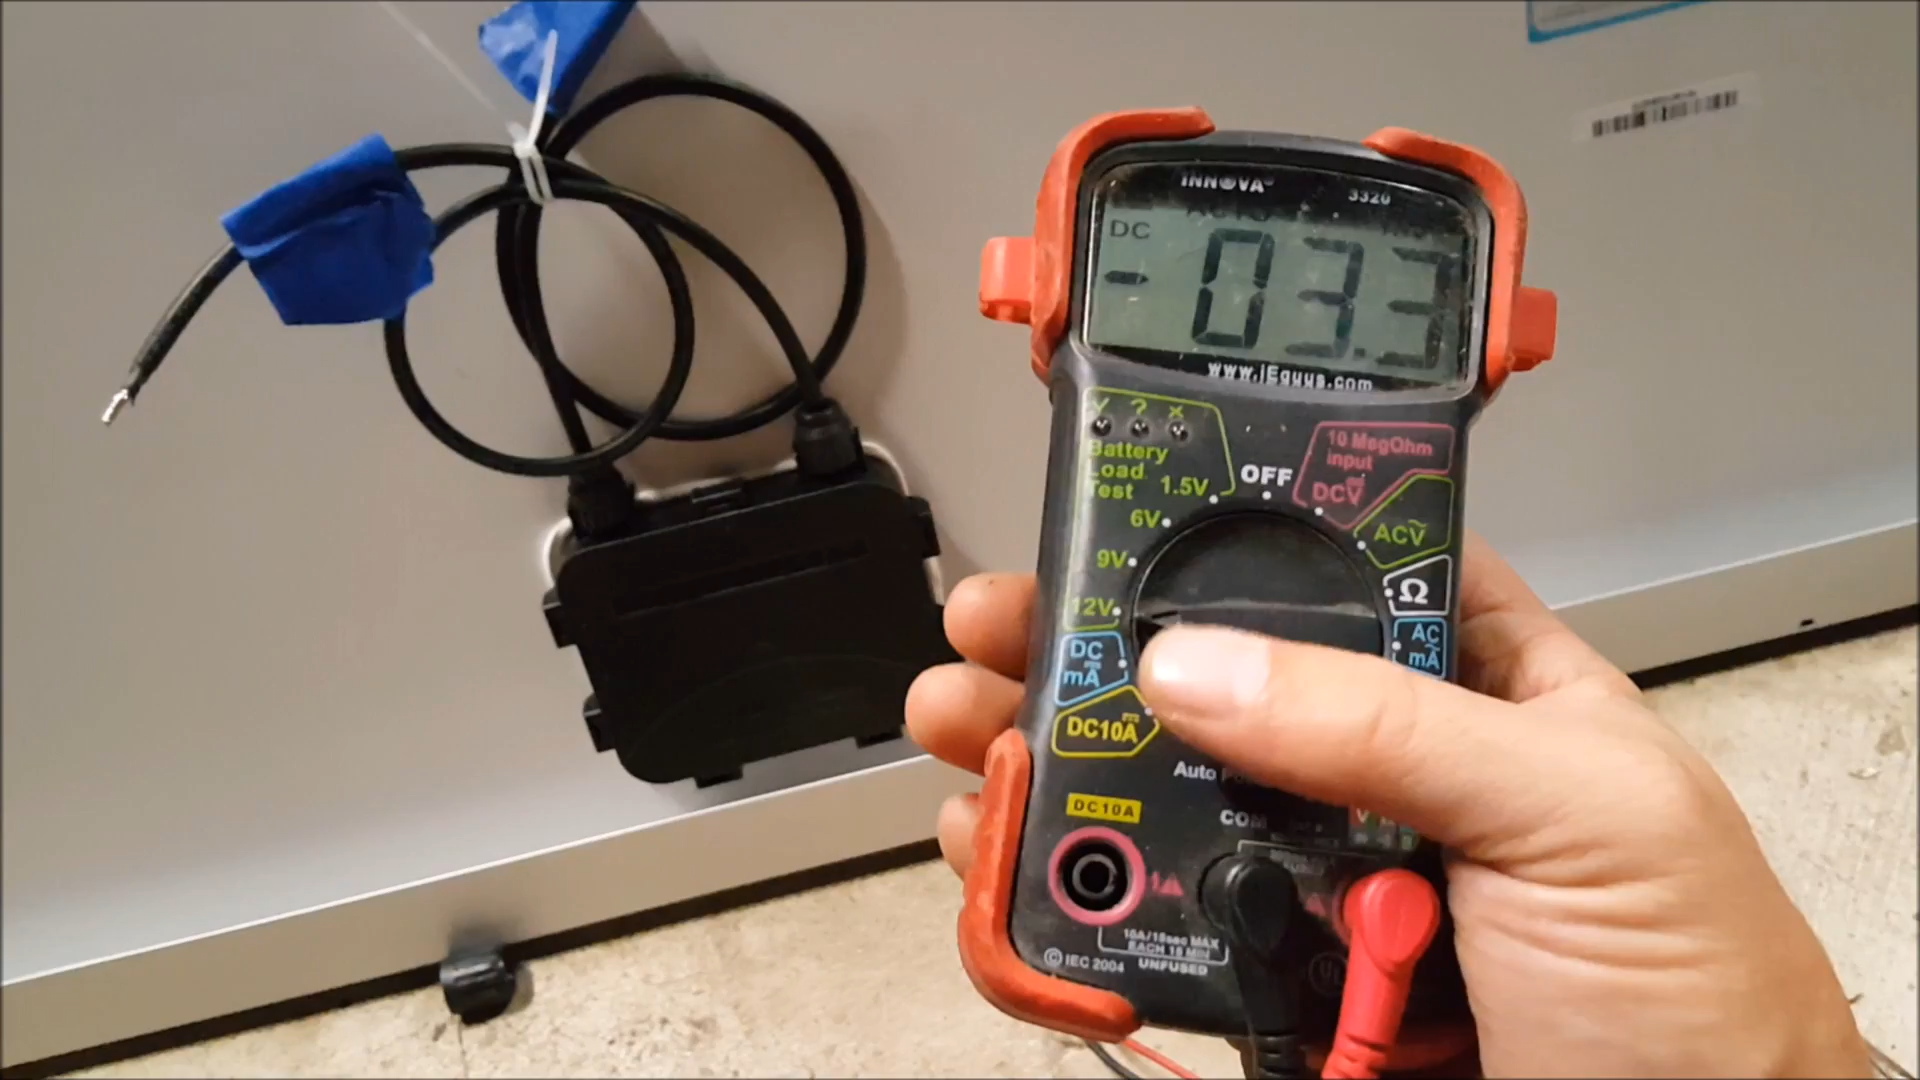 INNOVA®
3320
AUTO
DC
- 03.3
www.iEquus.com
Battery
Load
Test
1.5V
6V
9V
12V
OFF
10 MegOhm
input
DCV
ACV
Ω
AC
mA
DC
mA
DC10A
Auto
DC10A
COM
10A/15sec MAX
EACH 15 MIN
UNFUSED
© IEC 2004